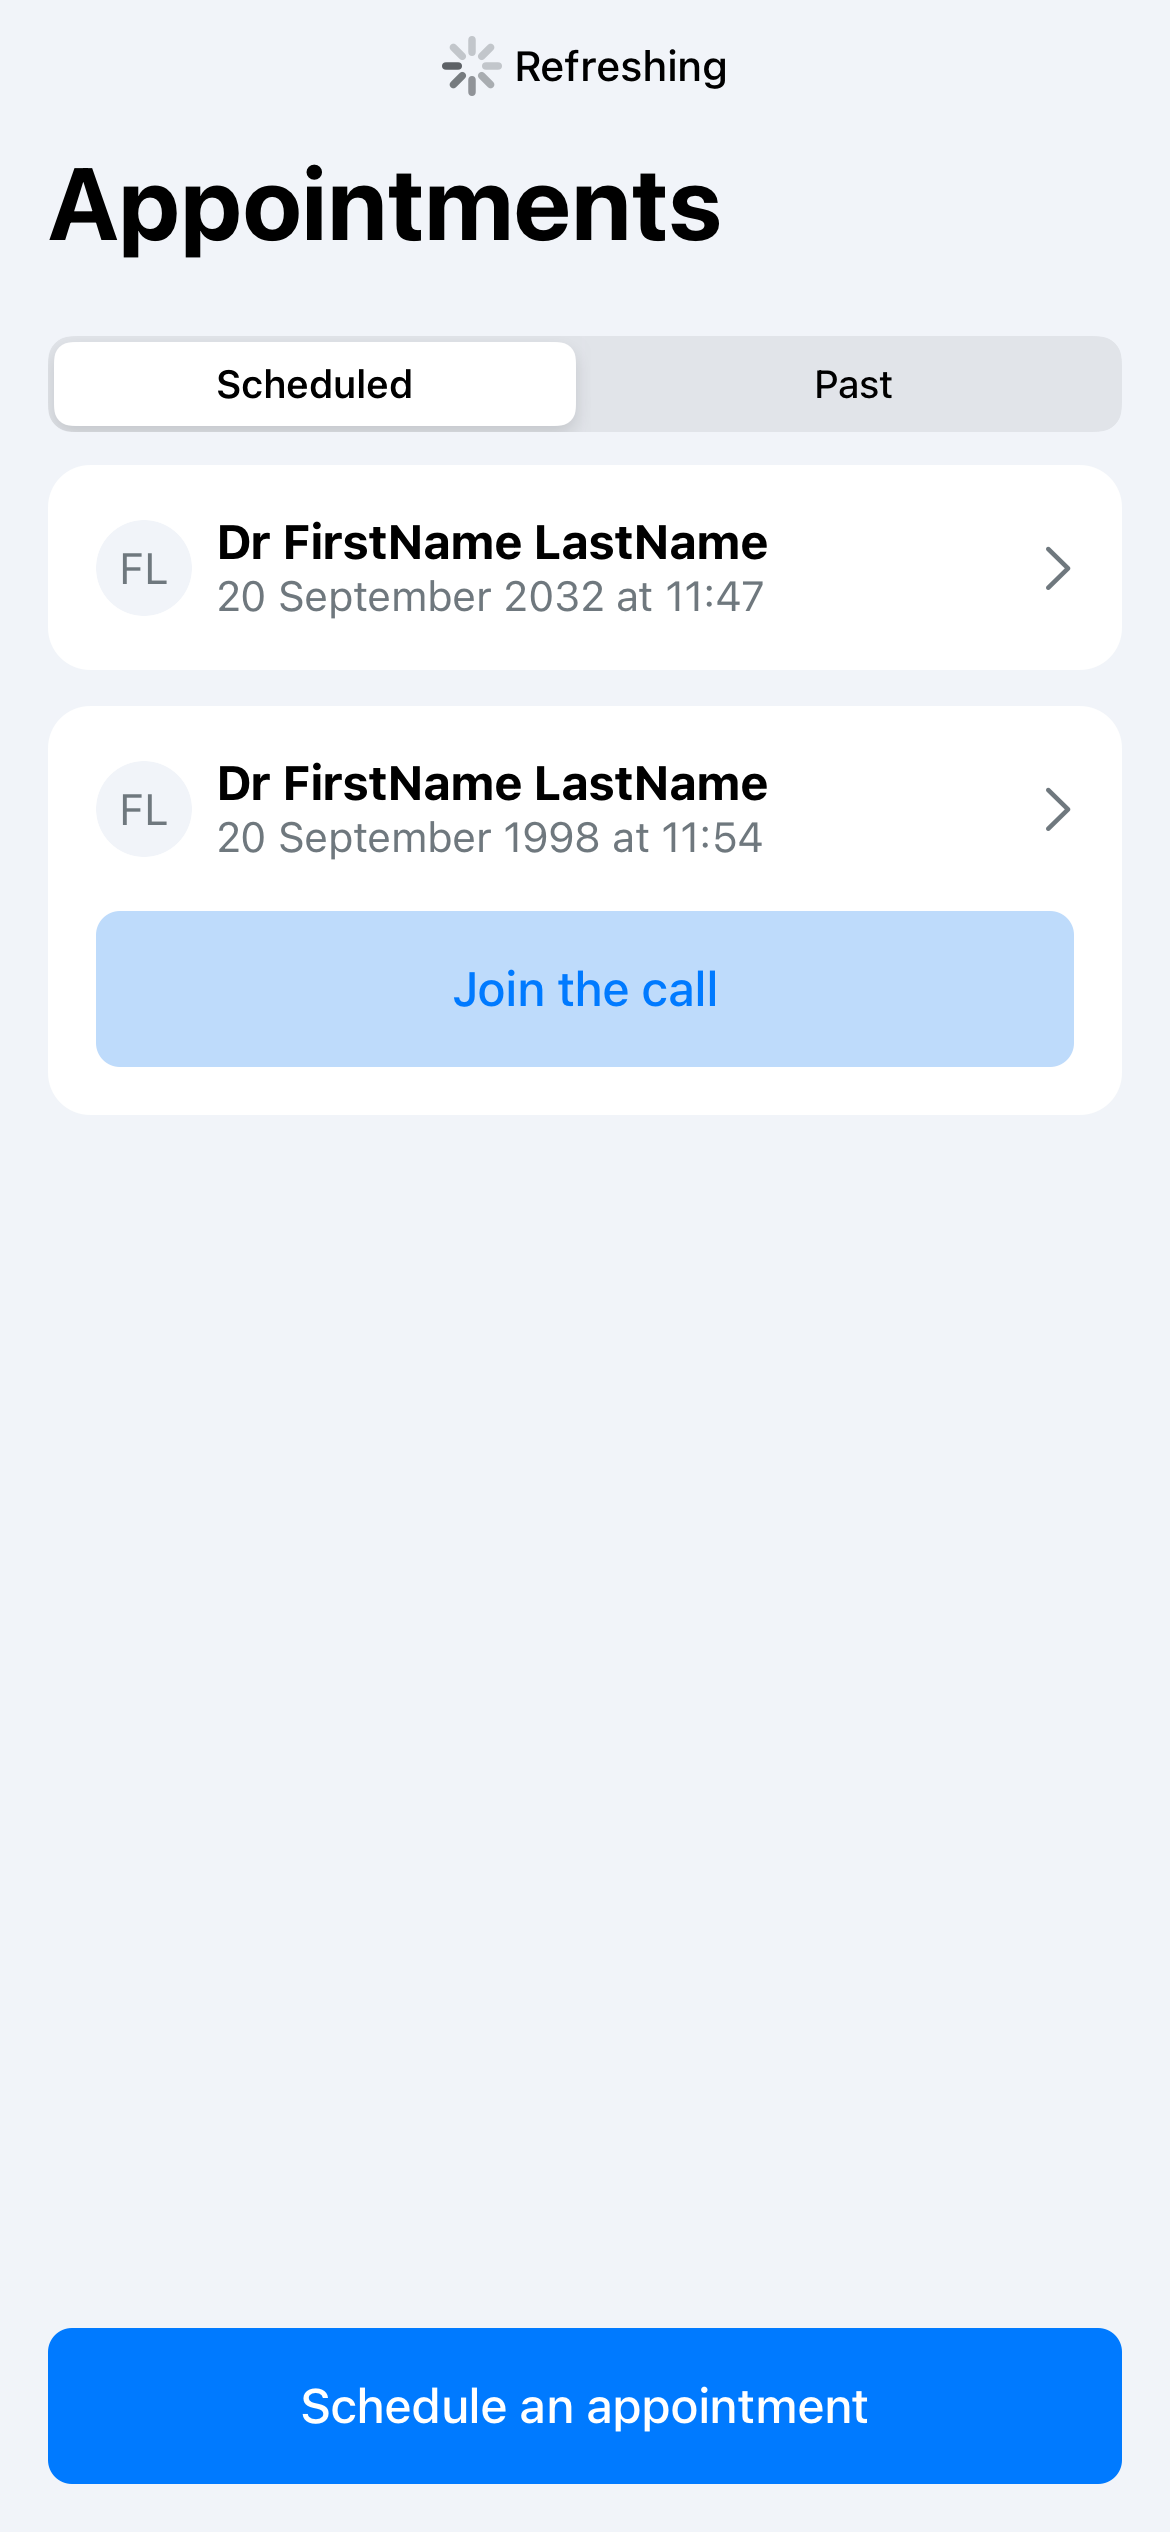 Refreshing
Appointments
Scheduled
Past
FL
Dr FirstName LastName
20 September 2032 at 11:47
FL
Dr FirstName LastName
20 September 1998 at 11:54
Join the call
Schedule an appointment